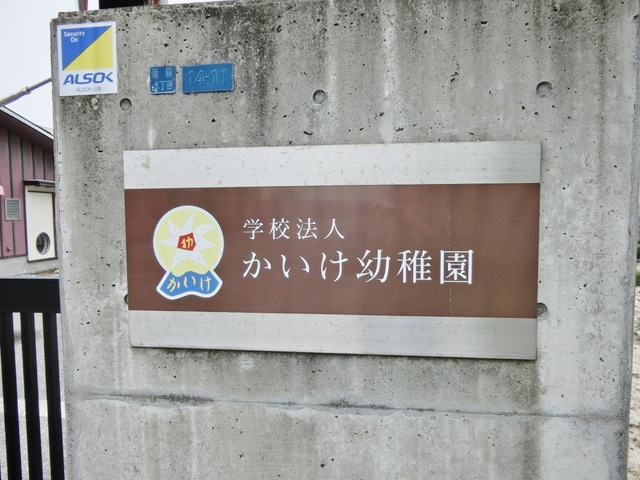 Security
On
ALSOK
14-11
学校法人
かいけ幼稚園
幼
かいけ